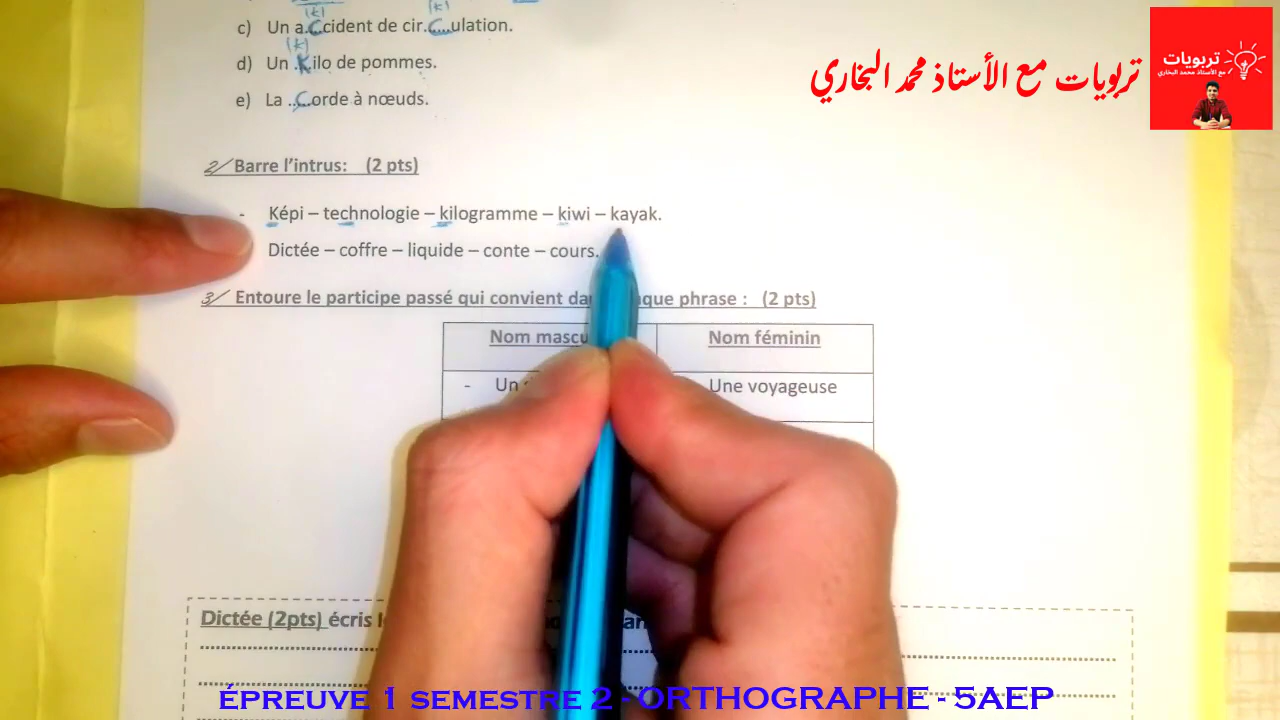 (k) (k)
c) Un a.C.cident de cir.C...ulation.
(k)
d) Un .K.ilo de pommes.
e) La ..C.orde à nœuds.
تربويات مع الأستاذ محمد البخاري
تربويات
مع الأستاذ محمد البخاري
2/ Barre l'intrus: (2 pts)
- Képi – technologie – kilogramme – kiwi – kayak.
Dictée – coffre – liquide – conte – cours.
3/ Entoure le participe passé qui convient da que phrase : (2 pts)
Nom mascu Nom féminin
- Un Une voyageuse
Dictée (2pts) écris
ÉPREUVE 1 SEMESTRE 2 - ORTHOGRAPHE - 5AEP